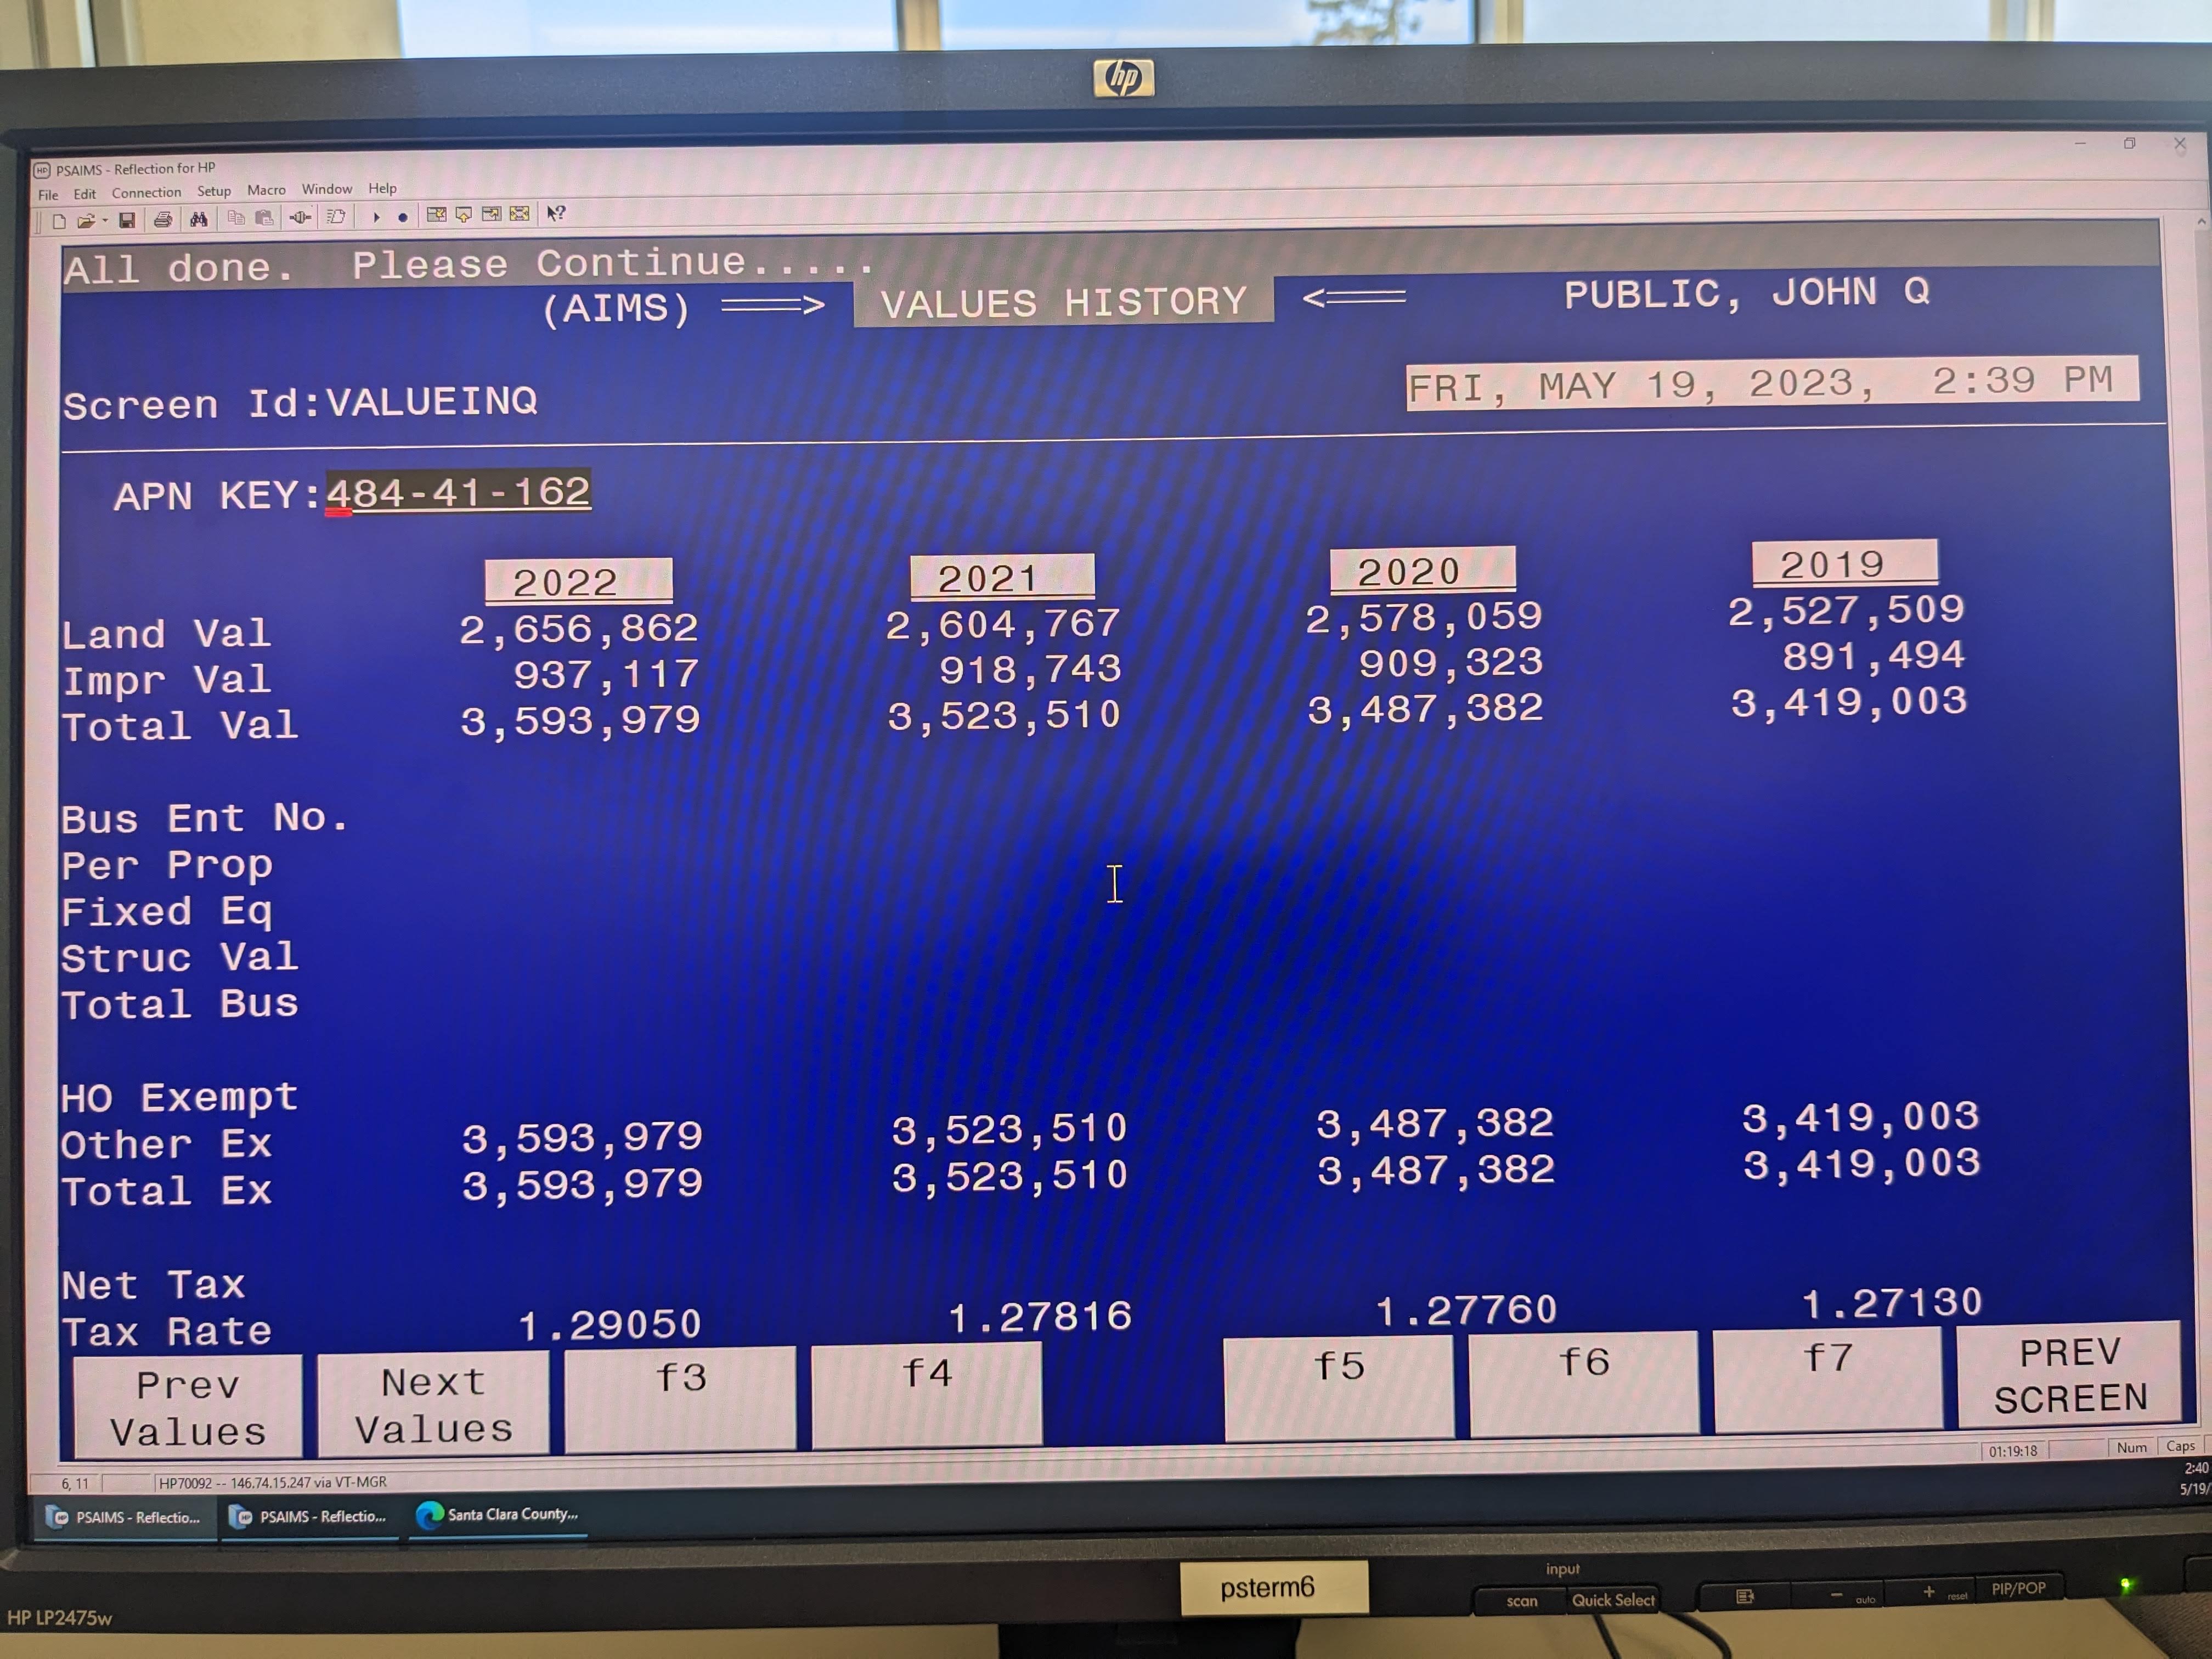 hp
PSAIMS - Reflection for HP
File Edit Connection Setup Macro Window Help
All done. Please Continue.....
(AIMS) ===> VALUES HISTORY <=== PUBLIC, JOHN Q
Screen Id:VALUEINQ FRI, MAY 19, 2023, 2:39 PM
APN KEY:484-41-162
2022 2021 2020 2019
Land Val 2,656,862 2,604,767 2,578,059 2,527,509
Impr Val 937,117 918,743 909,323 891,494
Total Val 3,593,979 3,523,510 3,487,382 3,419,003
Bus Ent No.
Per Prop
Fixed Eq
Struc Val
Total Bus
HO Exempt
Other Ex 3,593,979 3,523,510 3,487,382 3,419,003
Total Ex 3,593,979 3,523,510 3,487,382 3,419,003
Net Tax
Tax Rate 1.29050 1.27816 1.27760 1.27130
Prev Values Next Values f3 f4 f5 f6 f7 PREV SCREEN
01:19:18 Num Caps
6, 11 HP70092 -- 146.74.15.247 via VT-MGR
2:40
5/19/
PSAIMS - Reflectio... PSAIMS - Reflectio... Santa Clara County...
psterm6
input
scan Quick Select - auto + reset PIP/POP
HP LP2475w